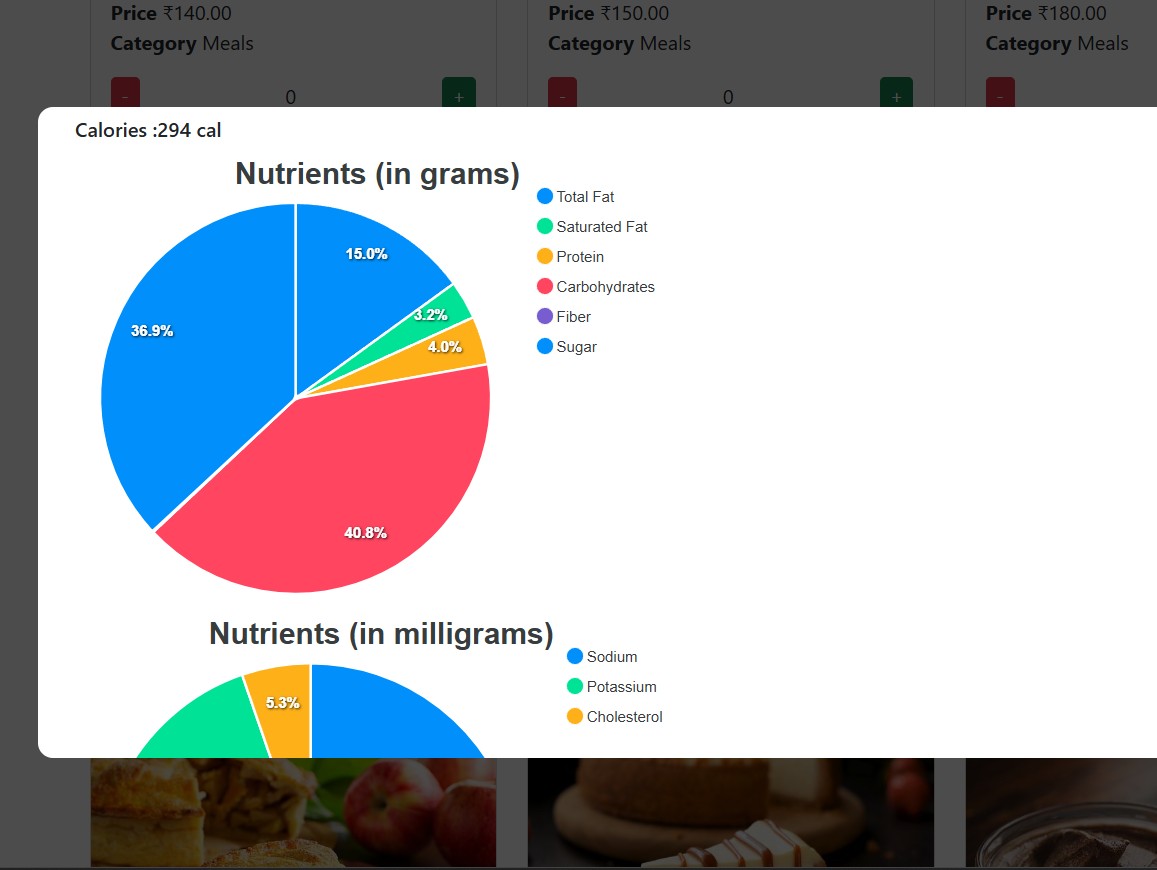 Price ₹140.00 Price ₹150.00 Price ₹180.00
Category Meals Category Meals Category Meals
- 0 + - 0 + -
Calories :294 cal
Nutrients (in grams)
Total Fat
Saturated Fat
Protein
Carbohydrates
Fiber
Sugar
15.0%
3.2%
4.0%
36.9%
40.8%
Nutrients (in milligrams)
Sodium
Potassium
Cholesterol
5.3%